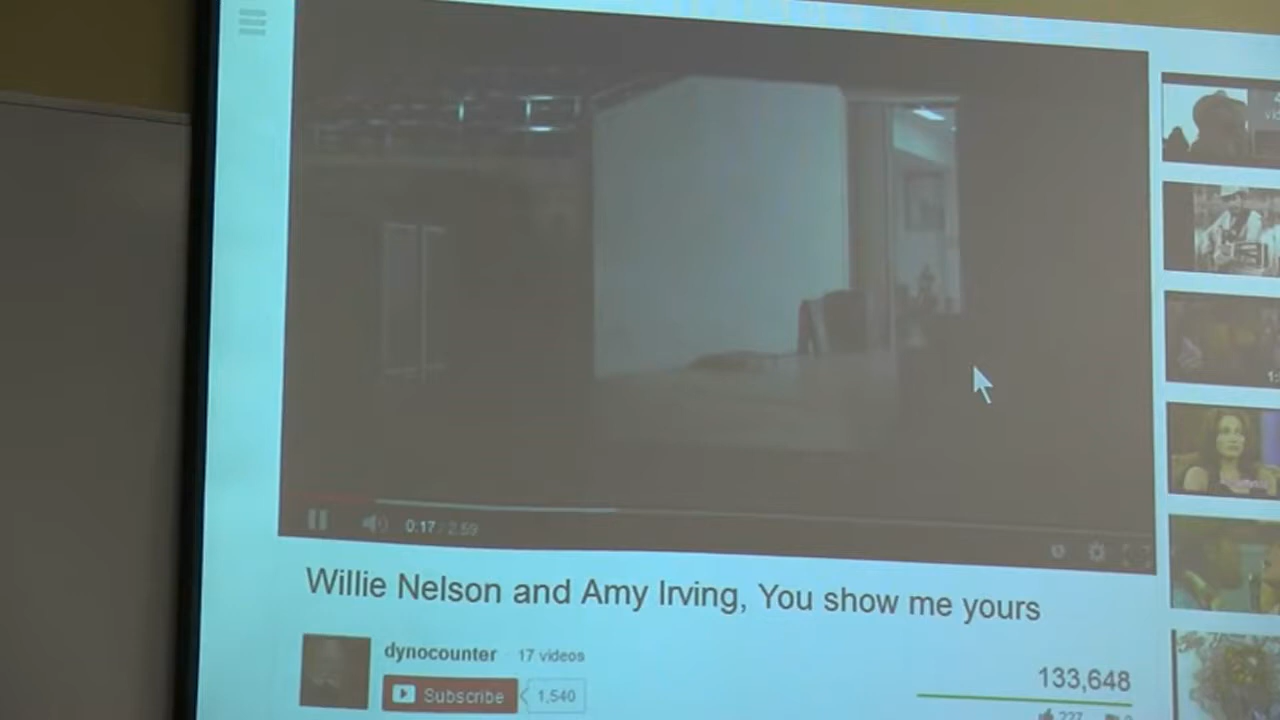 0:17 / 2:59
Willie Nelson and Amy Irving, You show me yours
dynocounter 17 videos
Subscribe 1,540
133,648